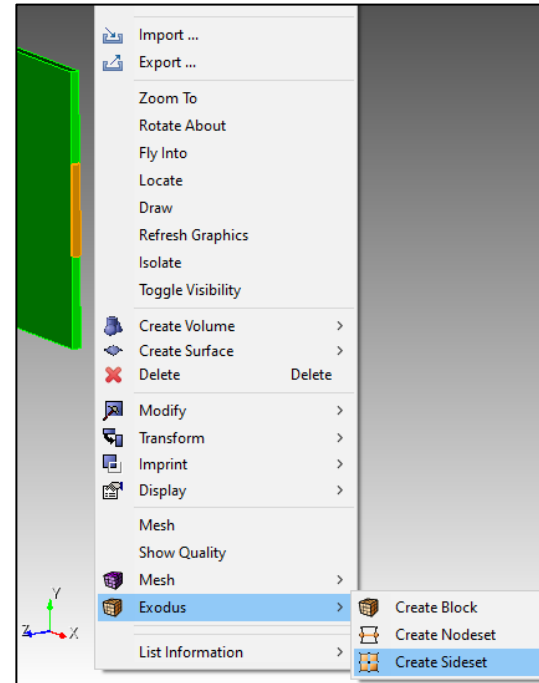 Import ...
Export ...
Zoom To
Rotate About
Fly Into
Locate
Draw
Refresh Graphics
Isolate
Toggle Visibility
Create Volume >
Create Surface >
Delete Delete
Modify >
Transform >
Imprint >
Display >
Mesh
Show Quality
Mesh >
Exodus >
Create Block
Create Nodeset
Create Sideset
List Information >
Y
Z X